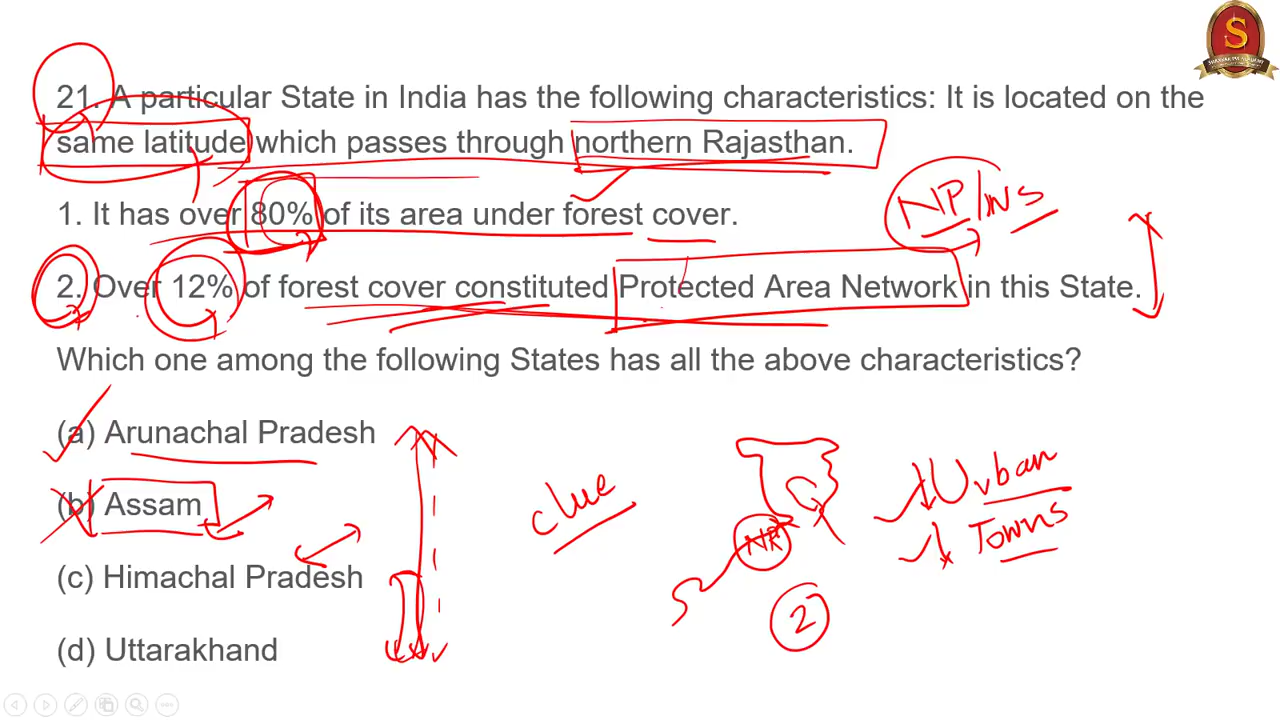 21. A particular State in India has the following characteristics: It is located on the
same latitude which passes through northern Rajasthan.
NP/WS
1. It has over 80% of its area under forest cover.
2. Over 12% of forest cover constituted Protected Area Network in this State.
Which one among the following States has all the above characteristics?
(a) Arunachal Pradesh
(b) Assam
clue
NR
Urban
Towns
(c) Himachal Pradesh
2
(d) Uttarakhand
S